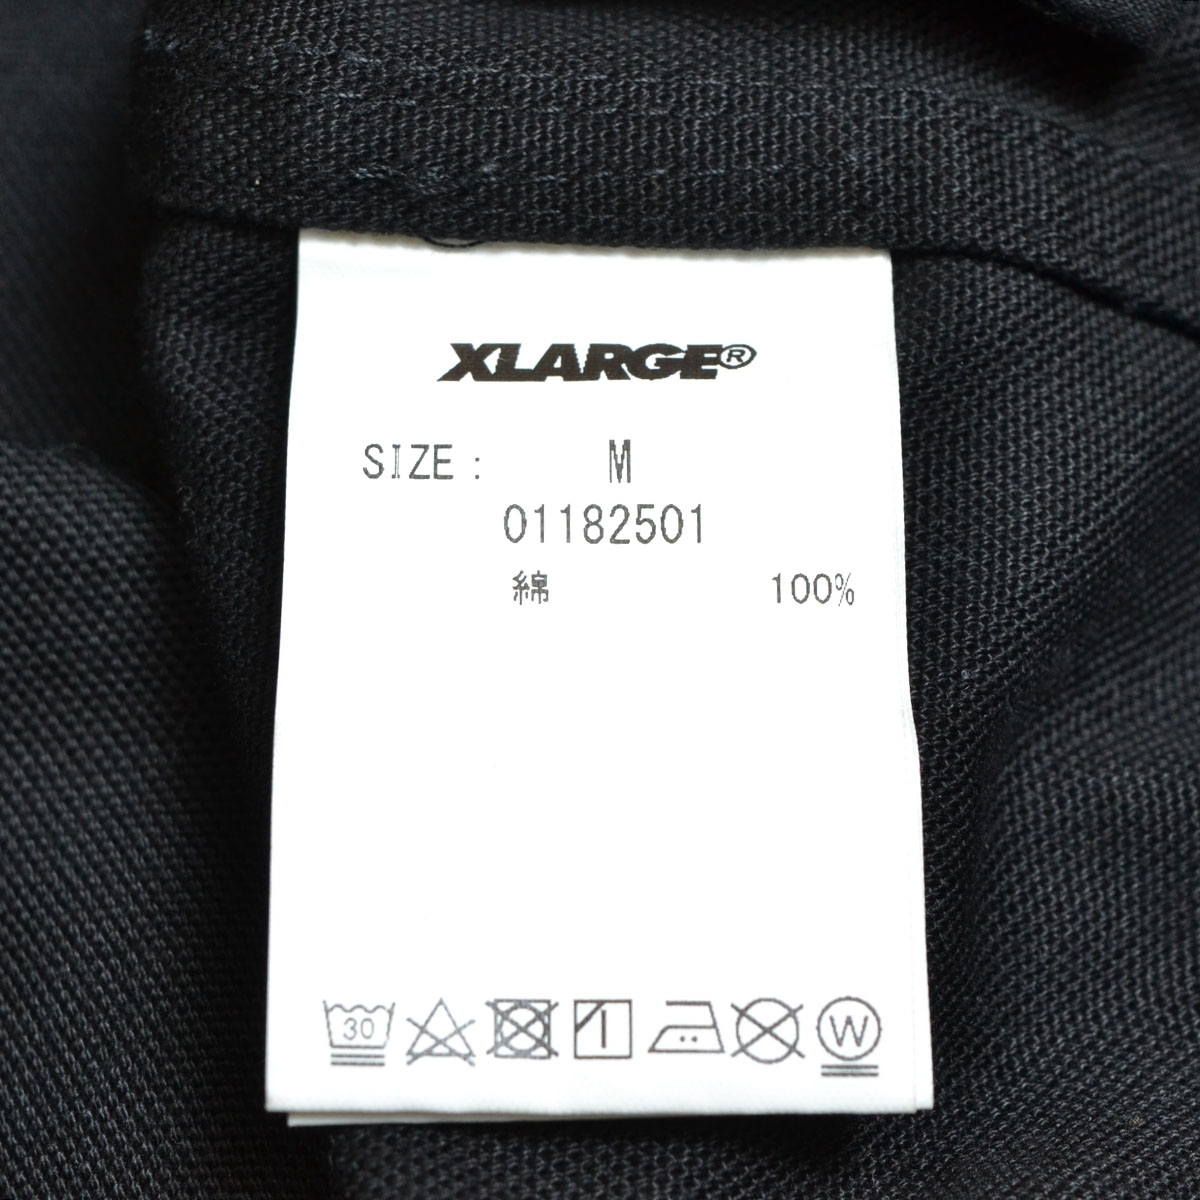 XLARGE®
SIZE : M
01182501
綿 100%
30 W